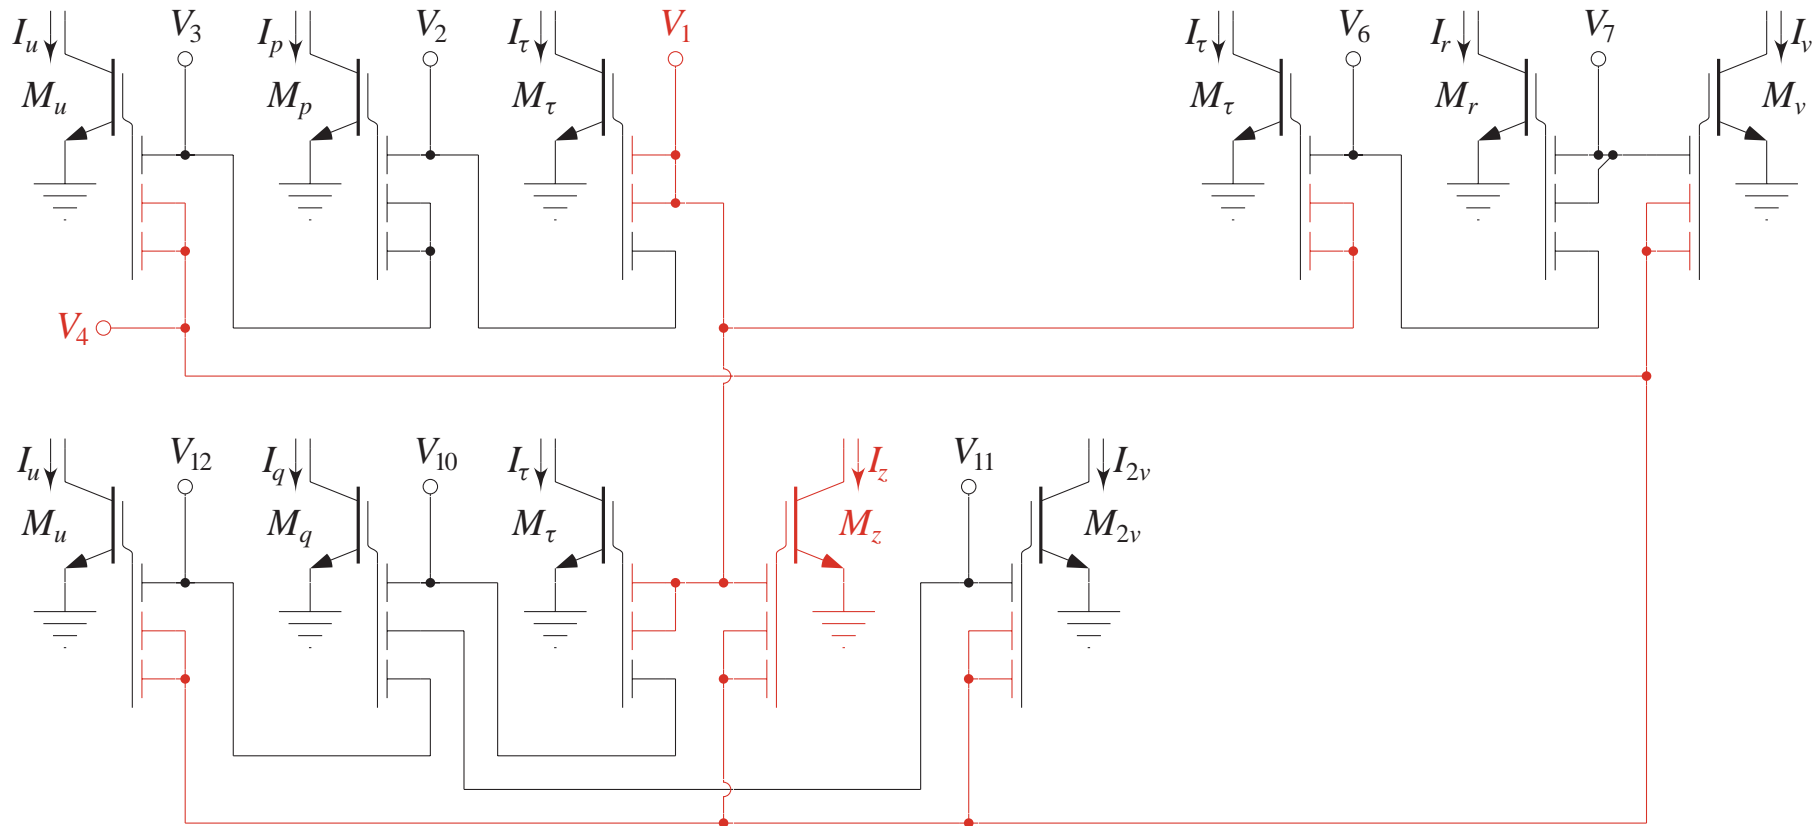 I_u V_3 I_p V_2 I_τ V_1 I_τ V_6 I_r V_7 I_v
M_u M_p M_τ M_τ M_r M_v
V_4
I_u V_12 I_q V_10 I_τ I_z V_11 I_2v
M_u M_q M_τ M_z M_2v